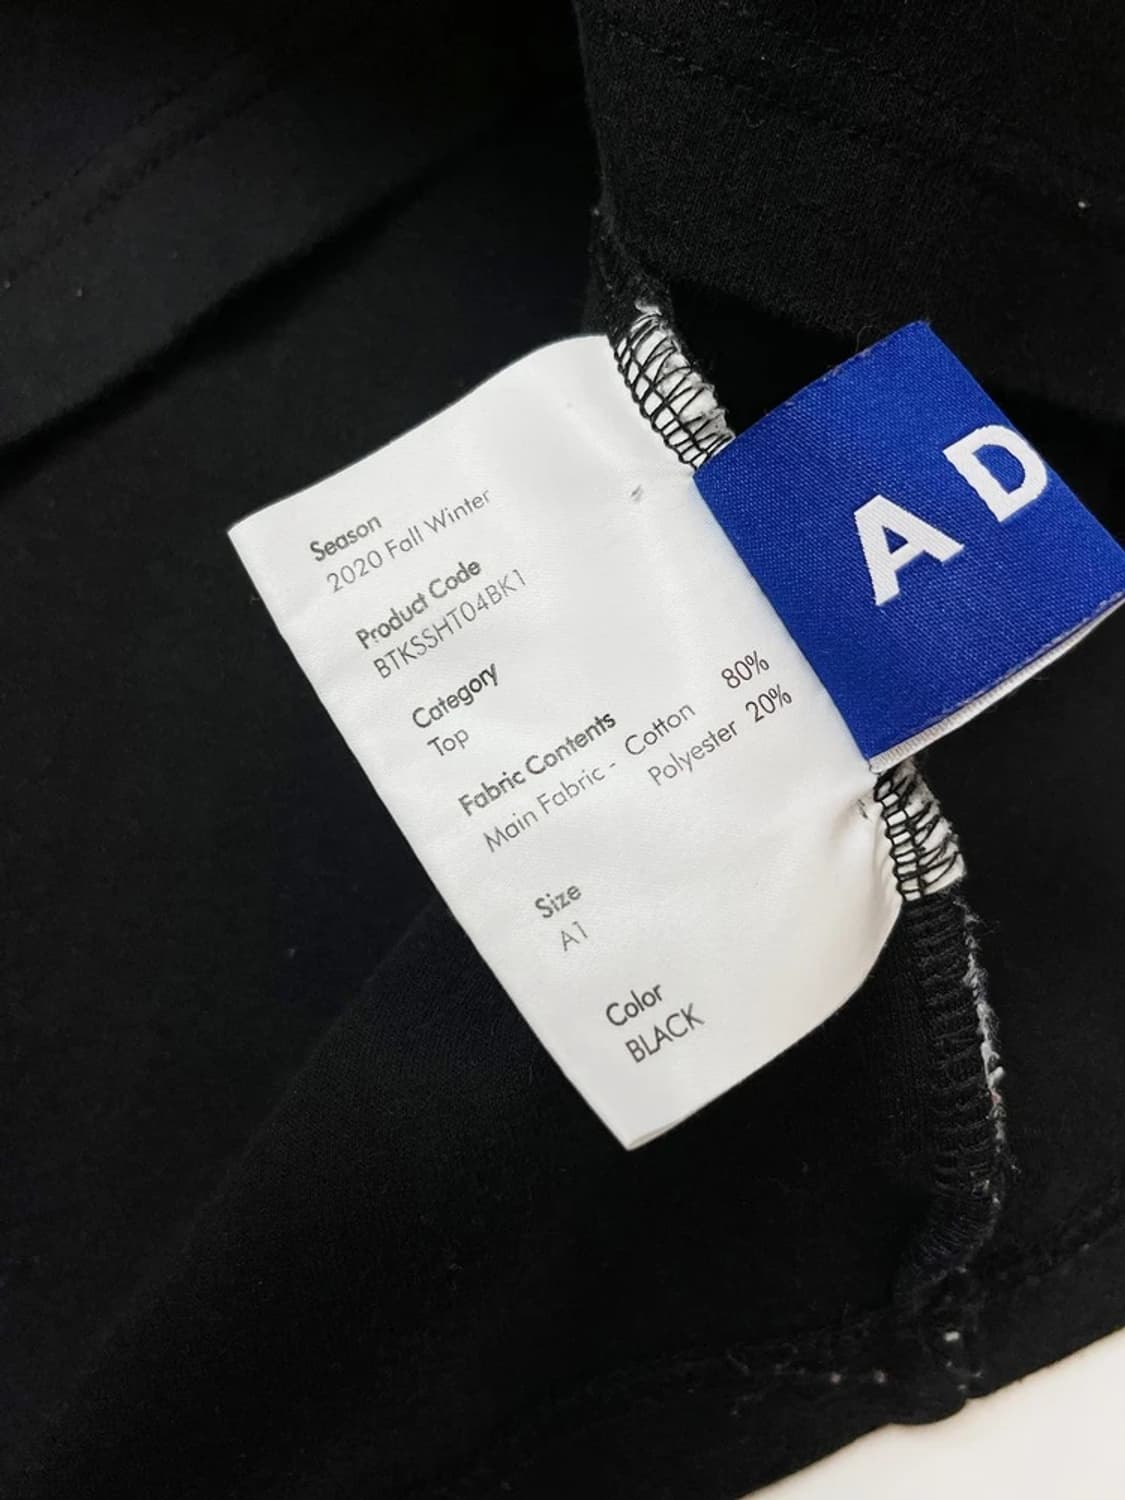 Season
2020 Fall Winter
Product Code
BTKSSHT04BK1
Category
Top
Fabric Contents
Main Fabric - Cotton 80%
Polyester 20%
Size
A1
Color
BLACK
A D